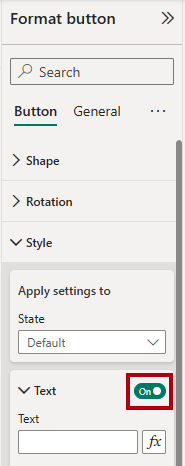 Format button
Search
Button General
Shape
Rotation
Style
Apply settings to
State
Default
Text On
Text
fx